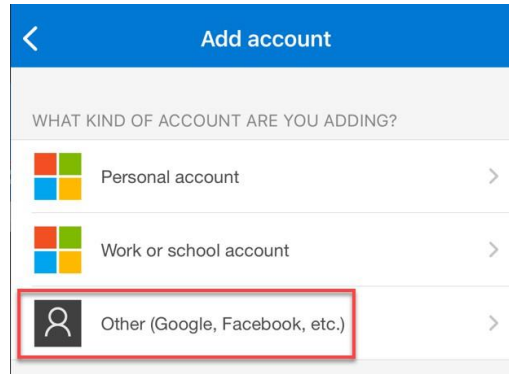 Add account
WHAT KIND OF ACCOUNT ARE YOU ADDING?
Personal account
Work or school account
Other (Google, Facebook, etc.)